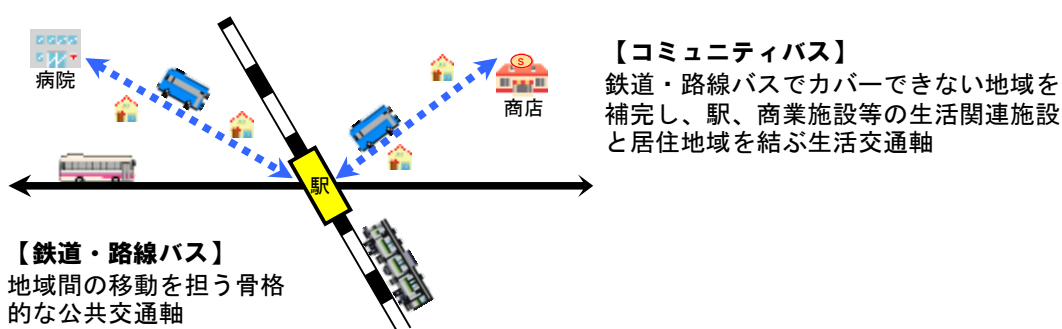 病院
S
商店
駅
【コミュニティバス】
鉄道・路線バスでカバーできない地域を
補完し、駅、商業施設等の生活関連施設
と居住地域を結ぶ生活交通軸
【鉄道・路線バス】
地域間の移動を担う骨格
的な公共交通軸